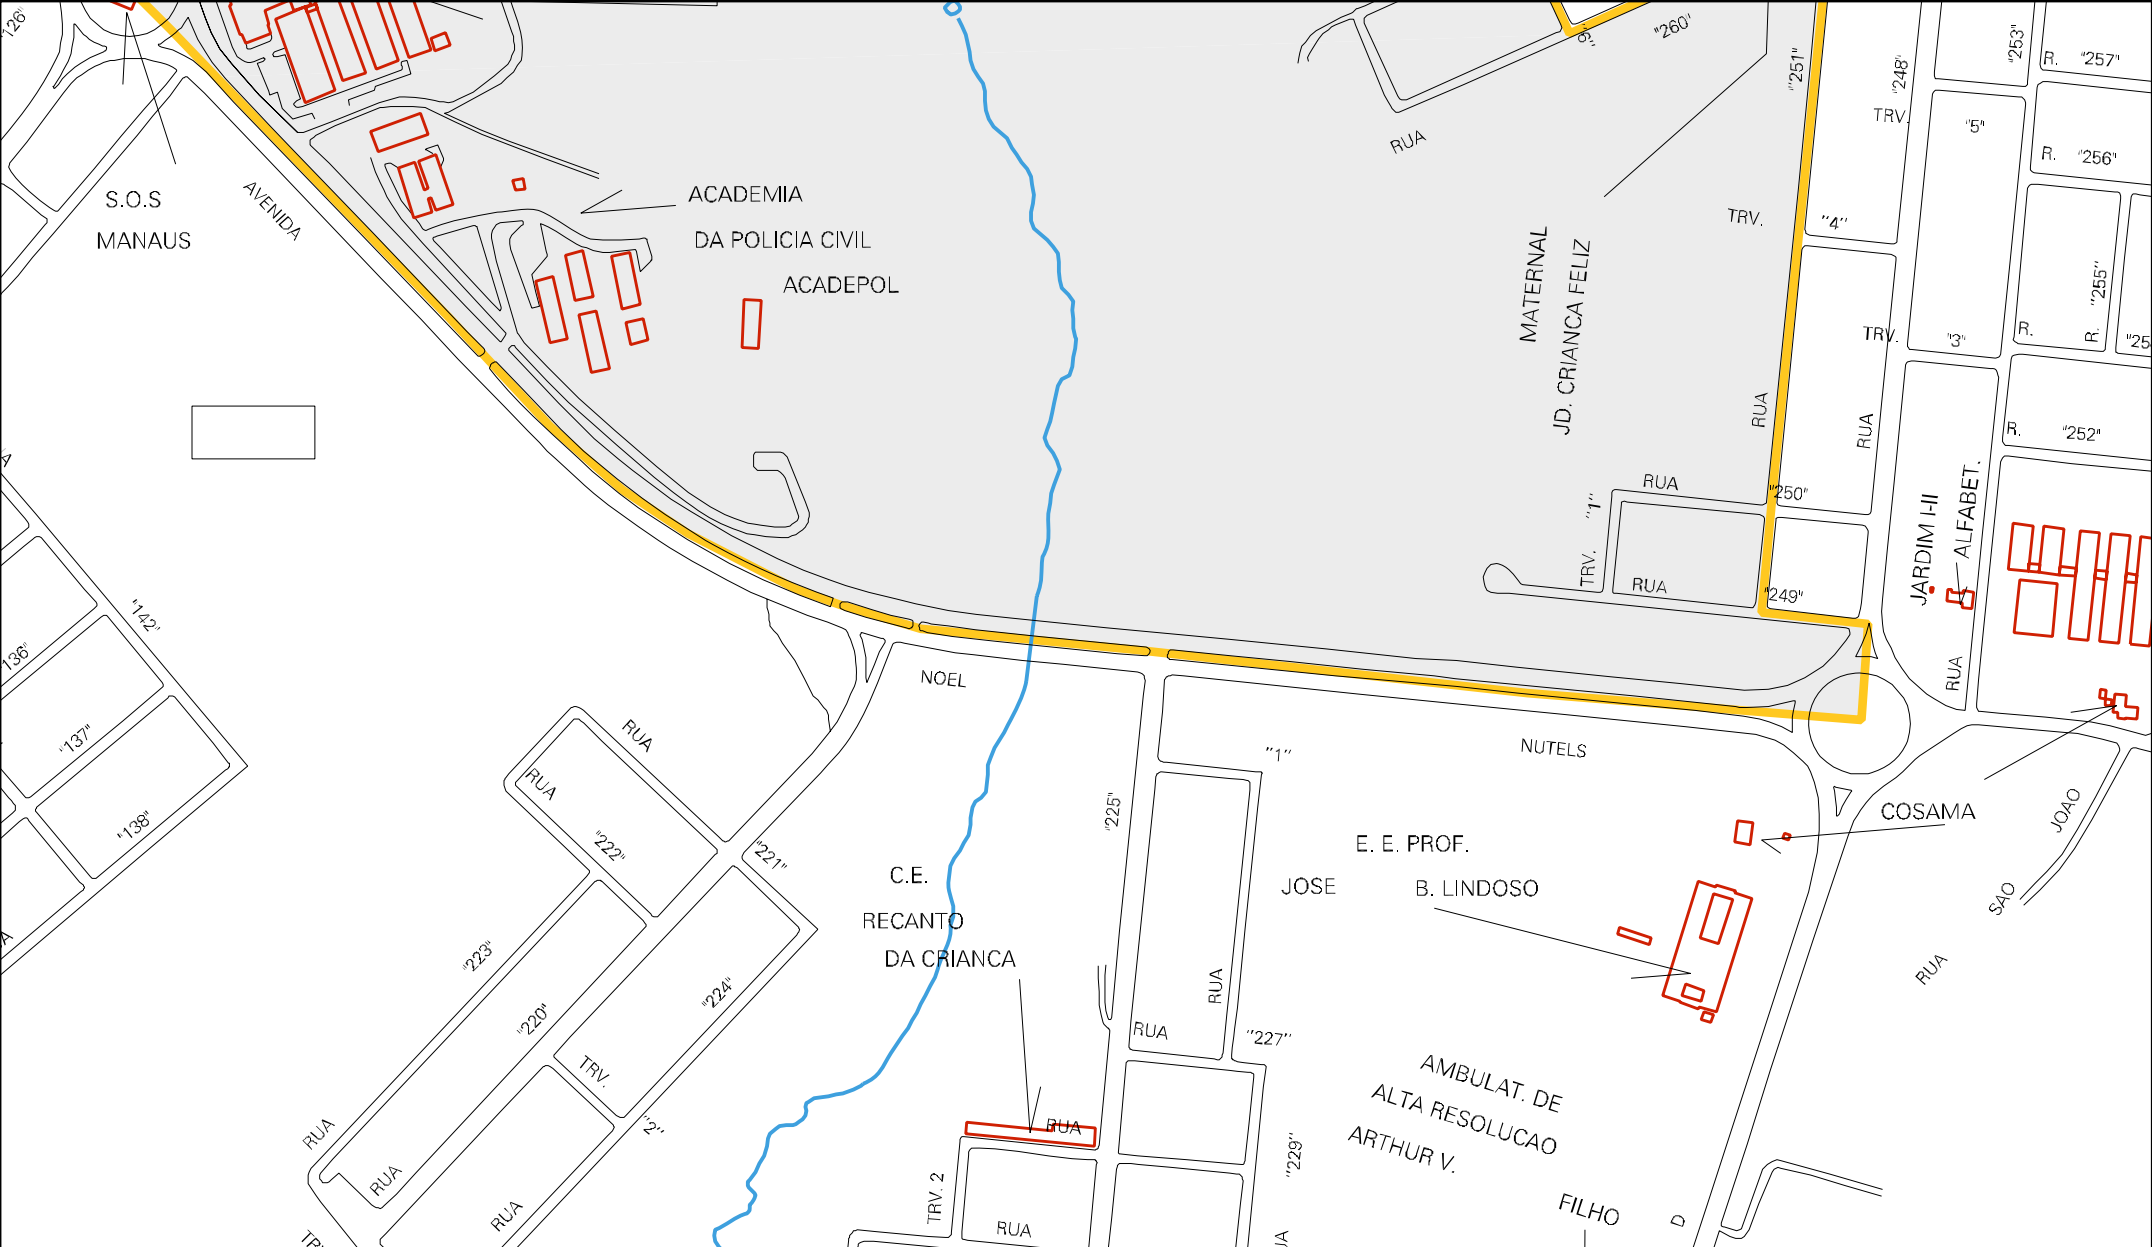 "126"
"6"
"260"
"251"
"248"
"253"
R. "257"
TRV.
"5"
R. "256"
RUA
S.O.S
MANAUS
AVENIDA
ACADEMIA
DA POLICIA CIVIL
ACADEPOL
TRV.
"4"
MATERNAL
JD. CRIANCA FELIZ
"255"
R.
R.
TRV.
"3"
"25
RUA
RUA
R. "252"
A
RUA
"250"
"1"
TRV.
RUA
"249"
JARDIM I-II
ALFABET.
RUA
"142"
"136"
"137"
"138"
A
NOEL
NUTELS
RUA
RUA
"222"
"221"
"1"
"225"
COSAMA
JOAO
SAO
RUA
E. E. PROF.
JOSE B. LINDOSO
C.E.
RECANTO
DA CRIANCA
"223"
"220"
"224"
RUA
RUA
"227"
TRV.
"2"
RUA
RUA
RUA
RUA
"229"
AMBULAT. DE
ALTA RESOLUCAO
ARTHUR V.
FILHO
TRV. 2
RUA
D
TR
UA